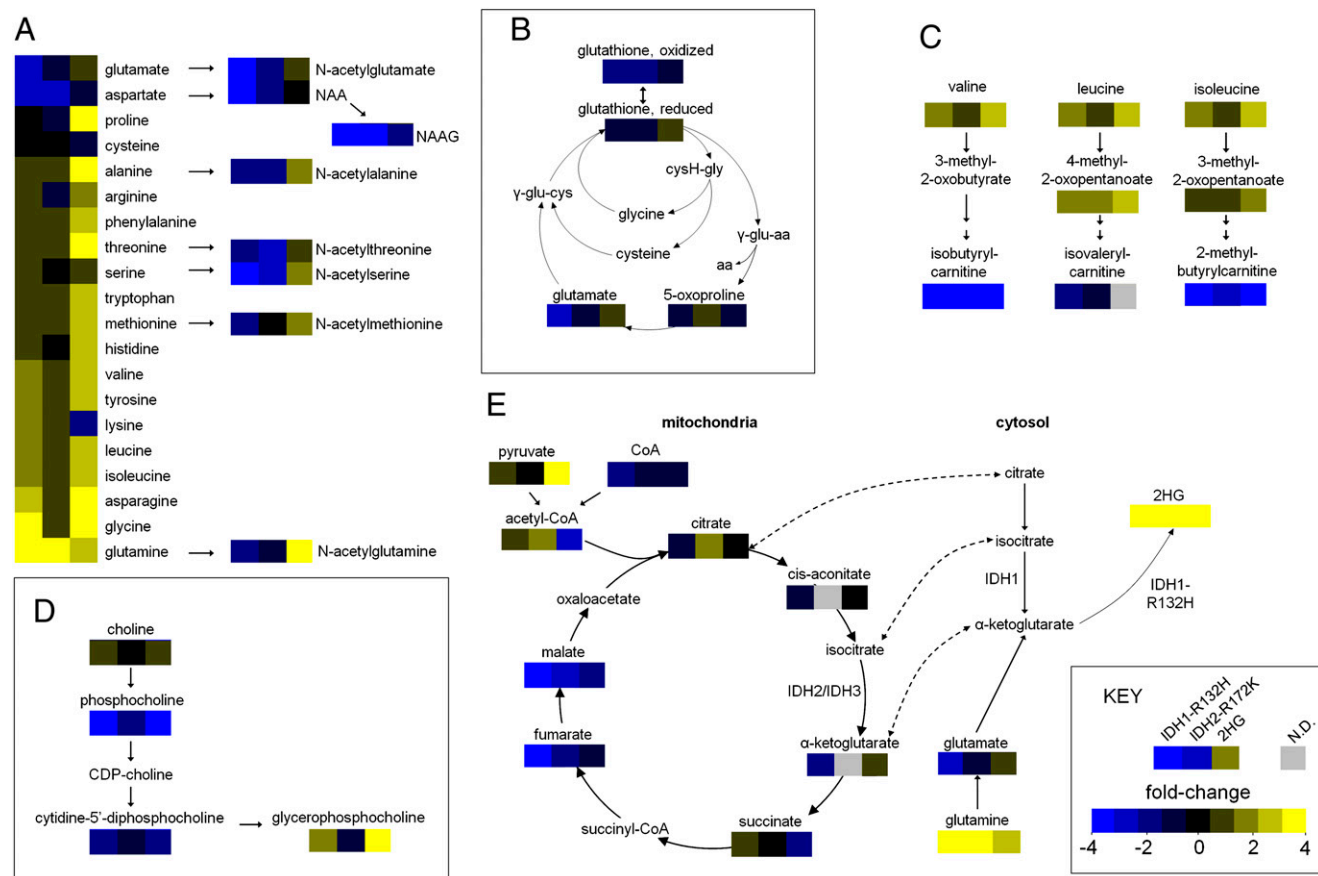 A
glutamate
N-acetylglutamate
aspartate
NAA
proline
NAAG
cysteine
alanine
N-acetylalanine
arginine
phenylalanine
threonine
N-acetylthreonine
serine
N-acetylserine
tryptophan
methionine
N-acetylmethionine
histidine
valine
tyrosine
lysine
leucine
isoleucine
asparagine
glycine
glutamine
N-acetylglutamine
B
glutathione, oxidized
glutathione, reduced
cysH-gly
γ-glu-cys
glycine
γ-glu-aa
cysteine
aa
glutamate
5-oxoproline
C
valine
leucine
isoleucine
3-methyl-
2-oxobutyrate
4-methyl-
2-oxopentanoate
3-methyl-
2-oxopentanoate
isobutyryl-
carnitine
isovaleryl-
carnitine
2-methyl-
butyrylcarnitine
D
choline
phosphocholine
CDP-choline
cytidine-5’-diphosphocholine
glycerophosphocholine
E
mitochondria
cytosol
pyruvate
CoA
acetyl-CoA
citrate
citrate
2HG
cis-aconitate
isocitrate
IDH1
IDH1-
R132H
oxaloacetate
α-ketoglutarate
isocitrate
malate
IDH2/IDH3
fumarate
α-ketoglutarate
glutamate
succinyl-CoA
succinate
glutamine
KEY
IDH1-R132H
IDH2-R172K
2HG
N.D.
fold-change
-4
-2
0
2
4